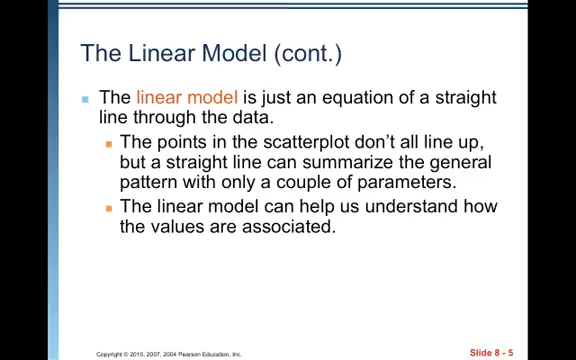 The Linear Model (cont.)
The linear model is just an equation of a straight
line through the data.
The points in the scatterplot don't all line up,
but a straight line can summarize the general
pattern with only a couple of parameters.
The linear model can help us understand how
the values are associated.
Copyright © 2010, 2007, 2004 Pearson Education, Inc.
Slide 8 - 5